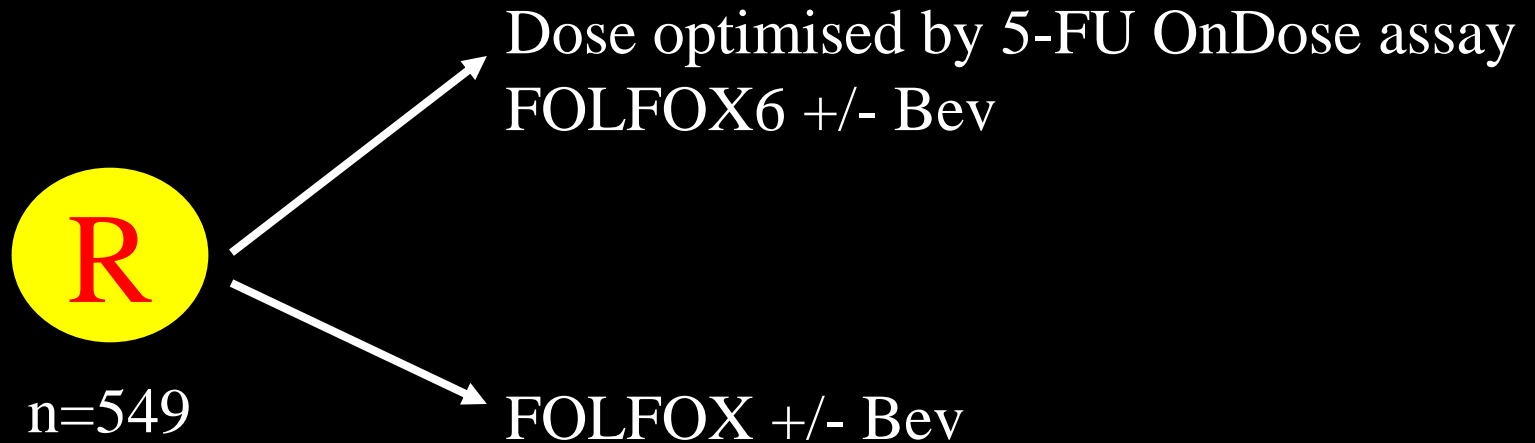 Dose optimised by 5-FU OnDose assay
FOLFOX6 +/- Bev
R
n=549
FOLFOX +/- Bev